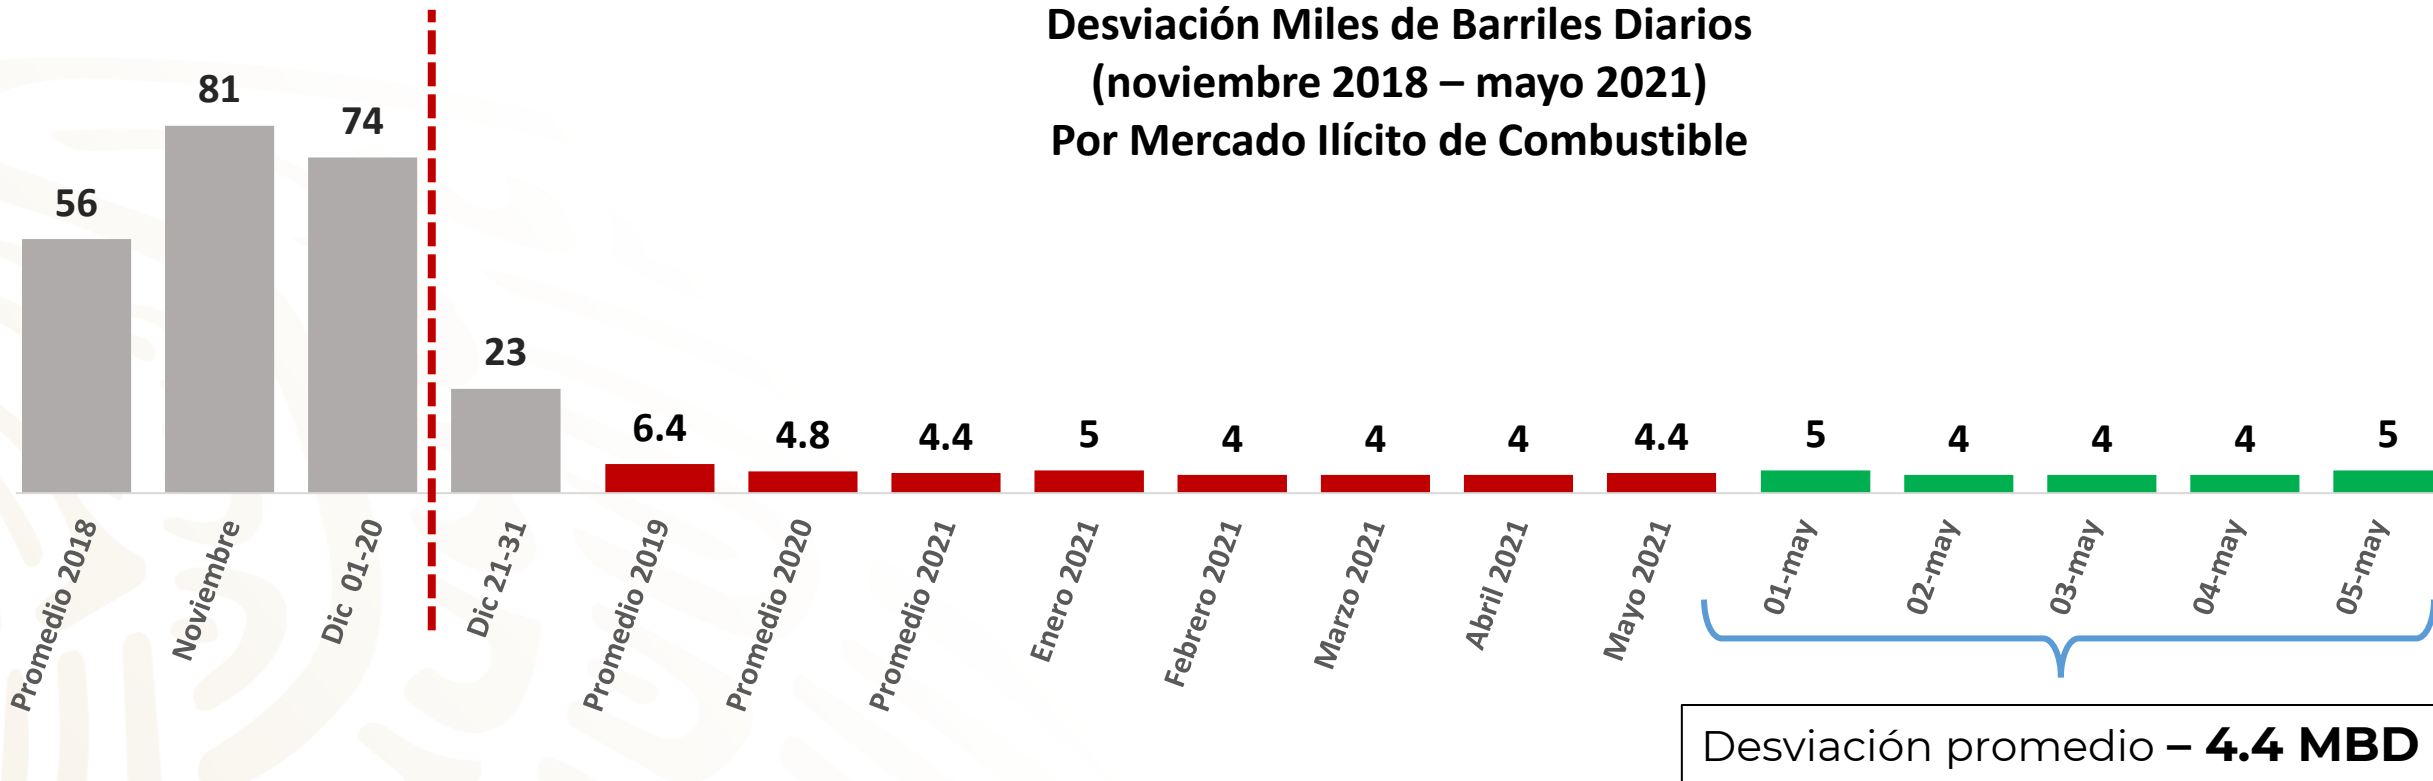 Desviación Miles de Barriles Diarios
(noviembre 2018 – mayo 2021)
Por Mercado Ilícito de Combustible
56
81
74
23
6.4
4.8
4.4
5
4
4
4
4.4
5
4
4
4
5
Promedio 2018
Noviembre
Dic 01-20
Dic 21-31
Promedio 2019
Promedio 2020
Promedio 2021
Enero 2021
Febrero 2021
Marzo 2021
Abril 2021
Mayo 2021
01-may
02-may
03-may
04-may
05-may
Desviación promedio – 4.4 MBD